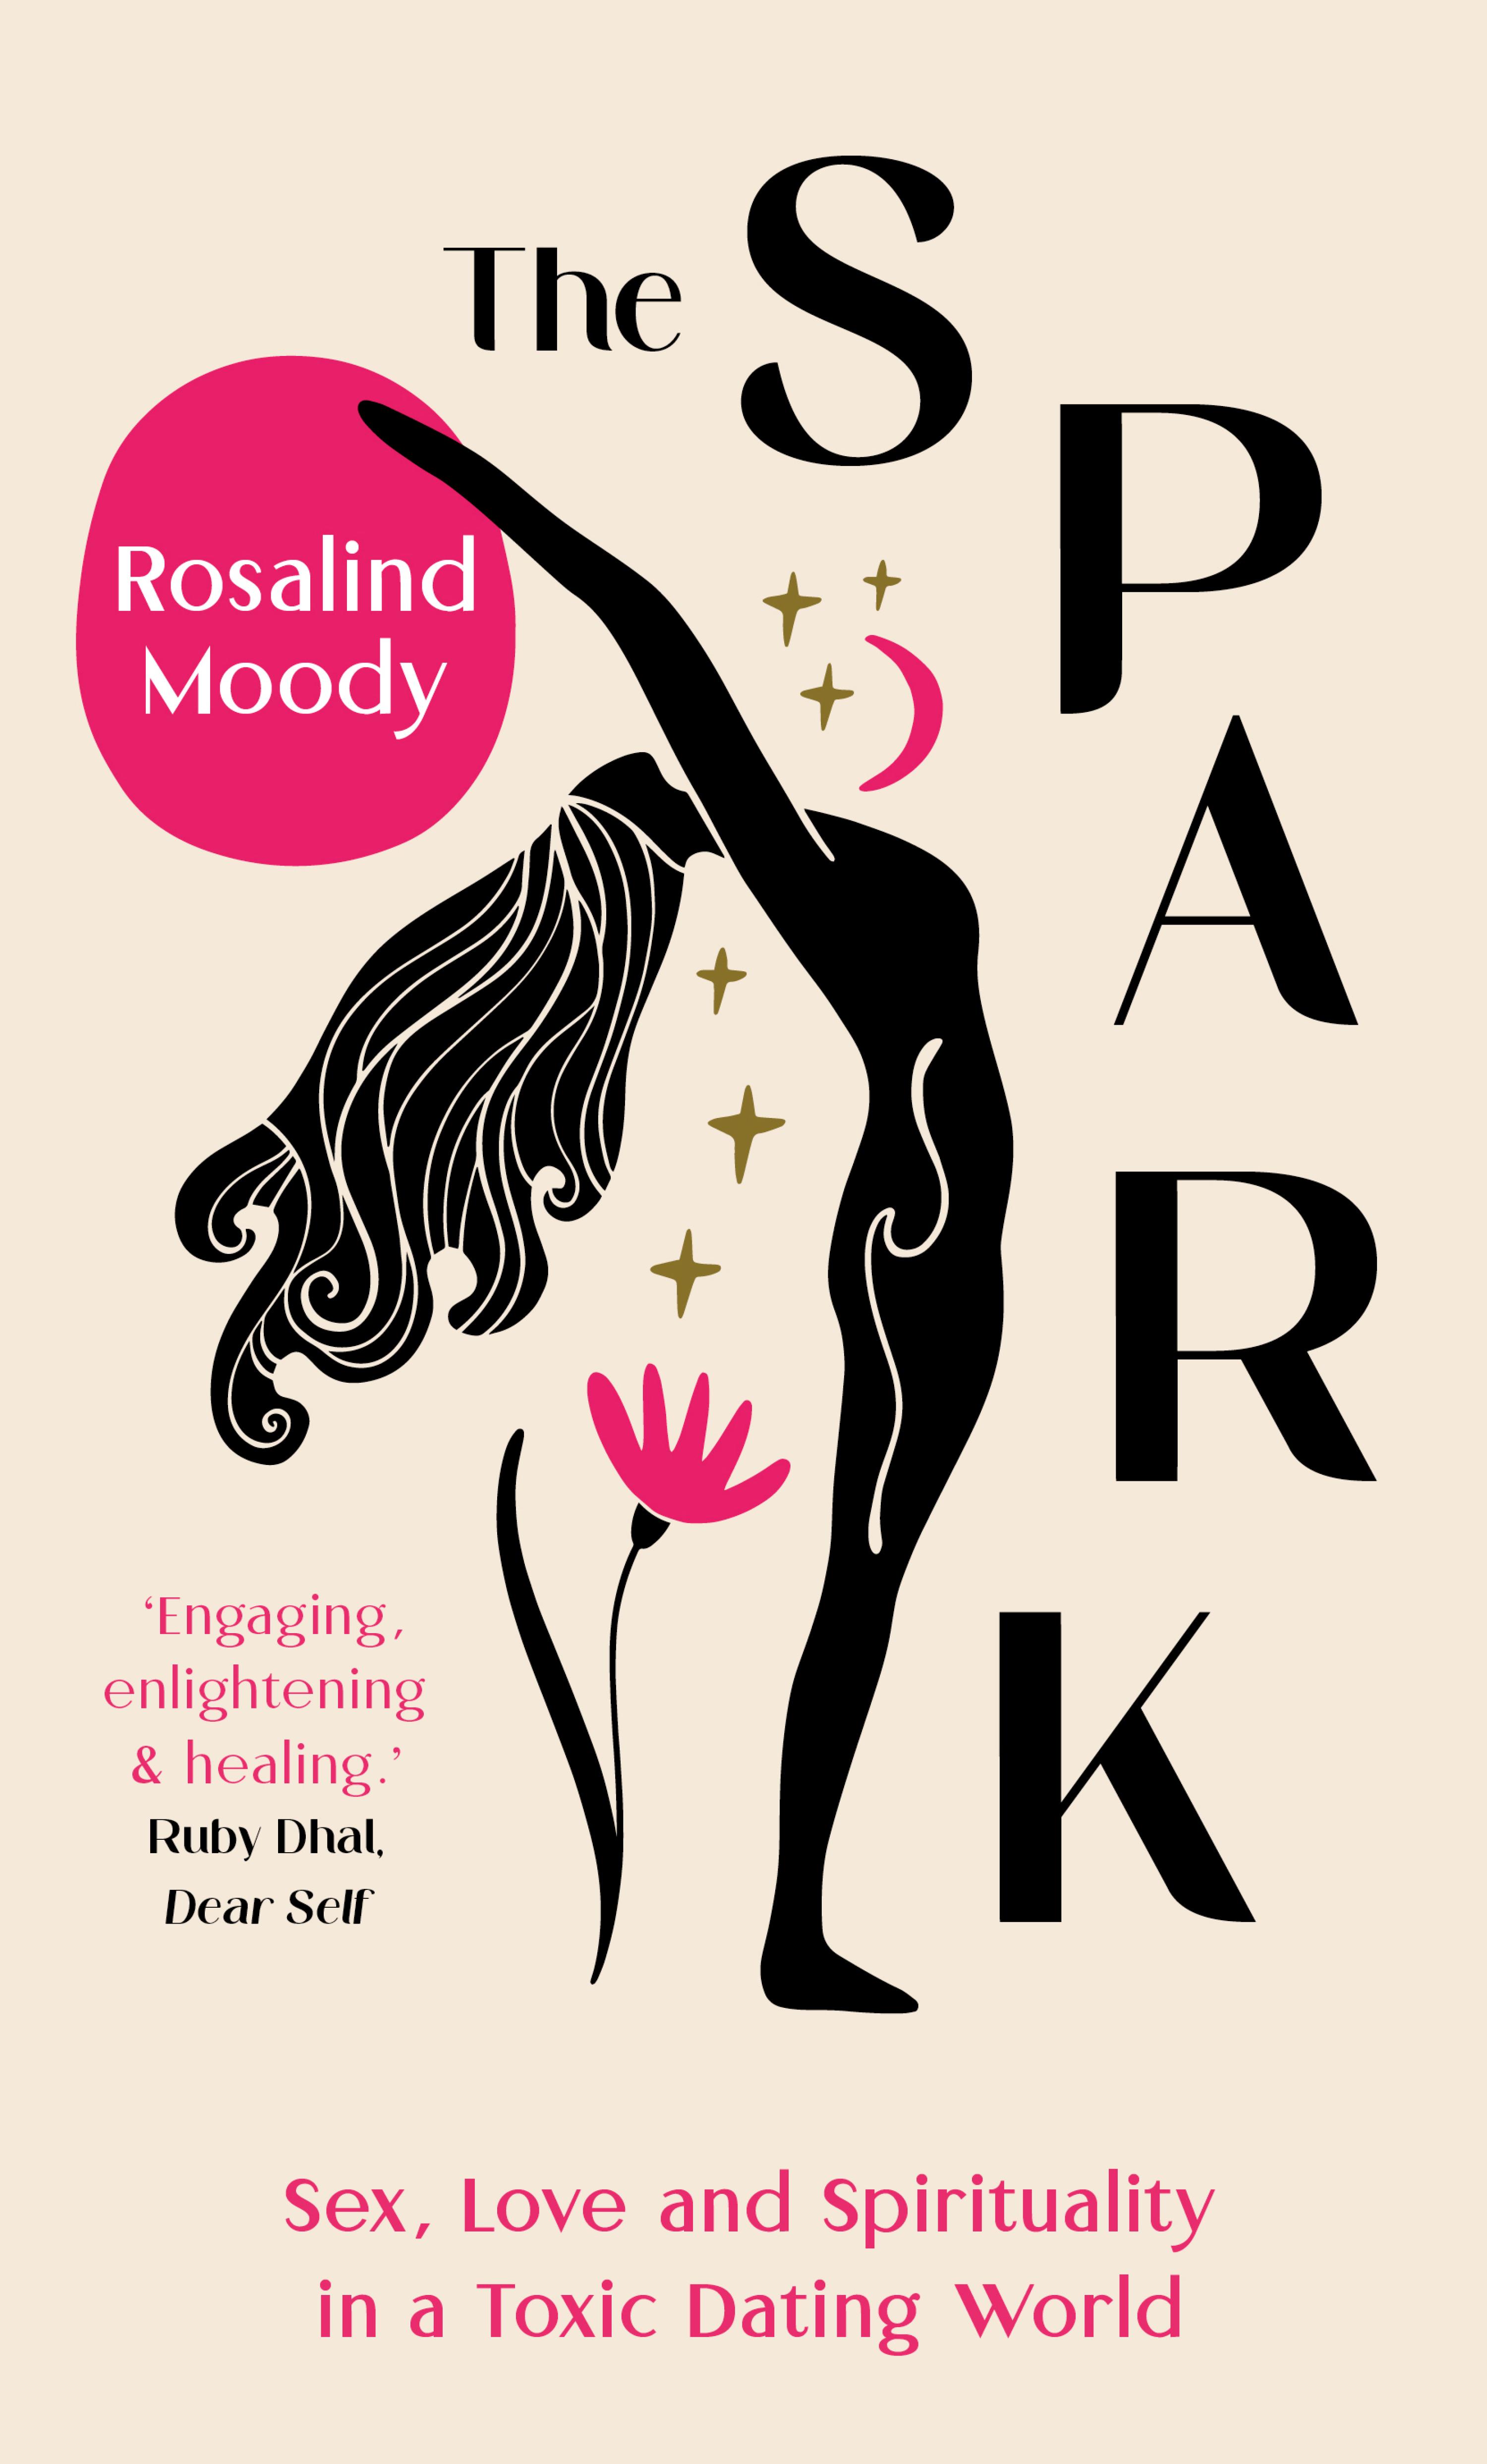 The SPARK
Rosalind
Moody
‘Engaging,
enlightening
& healing.’
Ruby Dhal,
Dear Self
Sex, Love and Spirituality
in a Toxic Dating World